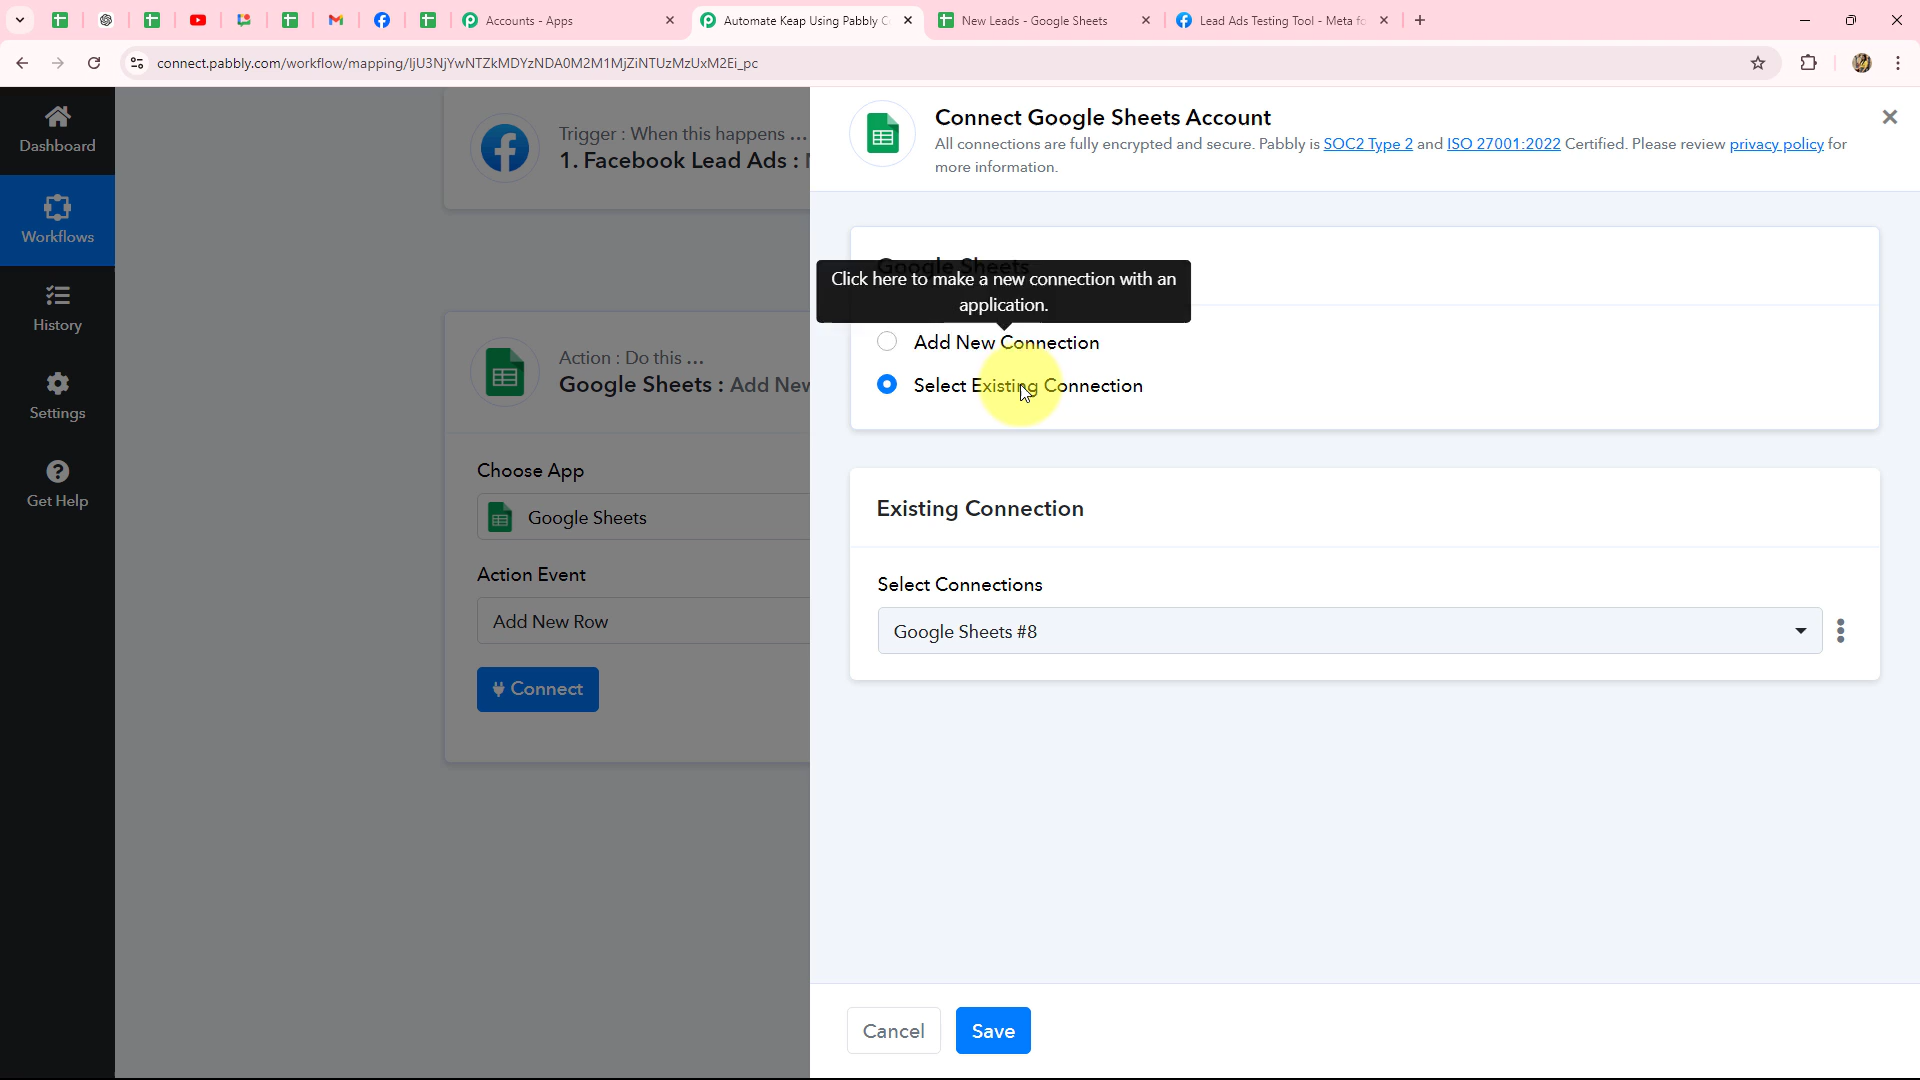 Accounts - Apps
Automate Keap Using Pabbly C
New Leads - Google Sheets
Lead Ads Testing Tool - Meta fo
connect.pabbly.com/workflow/mapping/IjU3NjYwNTZkMDYzNDA0M2M1MjZiNTUzMzUxM2Ei_pc
Dashboard
Workflows
History
Settings
Get Help
Trigger : When this happens ...
1. Facebook Lead Ads :
Action : Do this ...
Google Sheets : Add New
Choose App
Google Sheets
Action Event
Add New Row
Connect
Connect Google Sheets Account
All connections are fully encrypted and secure. Pabbly is SOC2 Type 2 and ISO 27001:2022 Certified. Please review privacy policy for
more information.
Google Sheets
Click here to make a new connection with an
application.
Add New Connection
Select Existing Connection
Existing Connection
Select Connections
Google Sheets #8
Cancel
Save